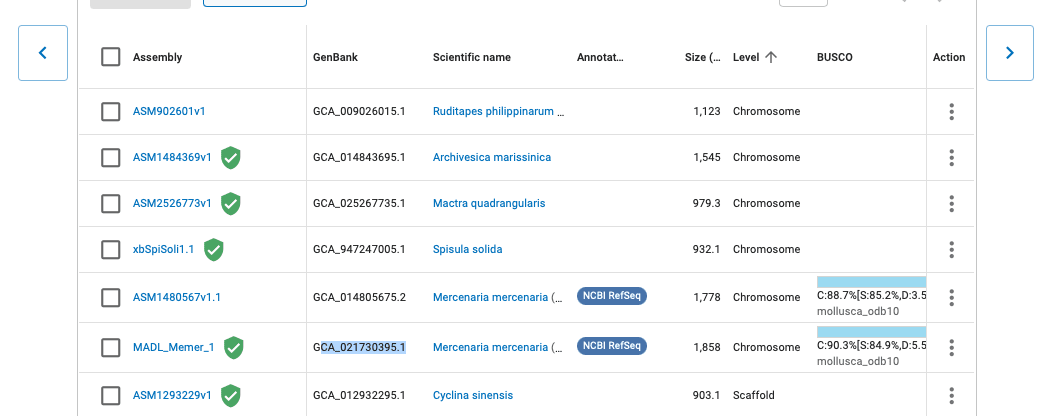 Assembly GenBank Scientific name Annotat... Size (... Level BUSCO Action
ASM902601v1 GCA_009026015.1 Ruditapes philippinarum ... 1,123 Chromosome
ASM1484369v1 GCA_014843695.1 Archivesica marissinica 1,545 Chromosome
ASM2526773v1 GCA_025267735.1 Mactra quadrangularis 979.3 Chromosome
xbSpiSoli1.1 GCA_947247005.1 Spisula solida 932.1 Chromosome
ASM1480567v1.1 GCA_014805675.2 Mercenaria mercenaria (... NCBI RefSeq 1,778 Chromosome C:88.7%[S:85.2%,D:3.5
mollusca_odb10
MADL_Memer_1 GCA_021730395.1 Mercenaria mercenaria (... NCBI RefSeq 1,858 Chromosome C:90.3%[S:84.9%,D:5.5
mollusca_odb10
ASM1293229v1 GCA_012932295.1 Cyclina sinensis 903.1 Scaffold